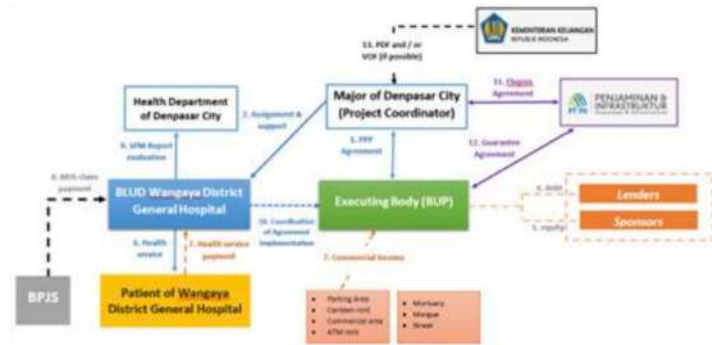 KEMENTERIAN KEUANGAN
REPUBLIK INDONESIA
13. PDF and / or
VGF (if possible)
Health Department
of Denpasar City
2. Assignment &
support
Major of Denpasar City
(Project Coordinator)
11. Regres
Agreement
PENJAMINAN &
INFRASTRUKTUR
PT PII
9. SPM Report
evaluation
PPP
Agreement
12. Guarantee
Agreement
8. BPJS claim
payment
BLUD Wangaya District
General Hospital
Executing Body (BUP)
4. debt
Lenders
5. equity
Sponsors
10. Coordination
of Agreement
Implementation
6. Health
service
7. Health service
payment
7. Commercial Income
BPJS
Patient of Wangaya
District General Hospital
• Parking Area
• Canteen rent
• Commercial area
• ATM rent
• Mortuary
• Morgue